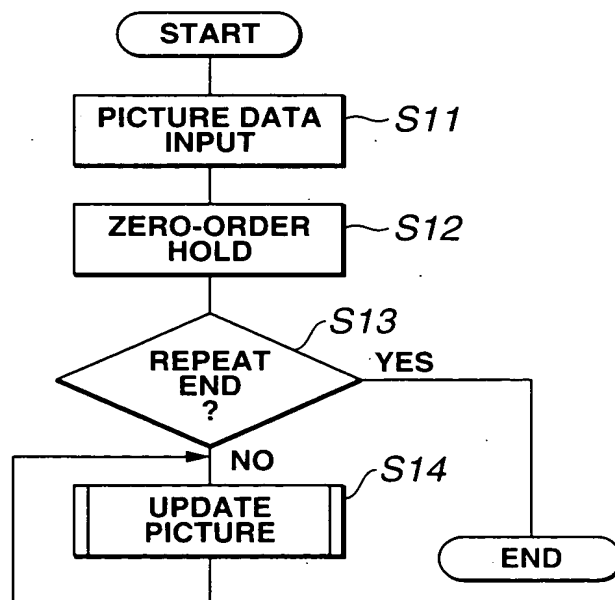 START
PICTURE DATA
INPUT
S11
ZERO-ORDER
HOLD
S12
S13
REPEAT
END
?
YES
NO
S14
UPDATE
PICTURE
END